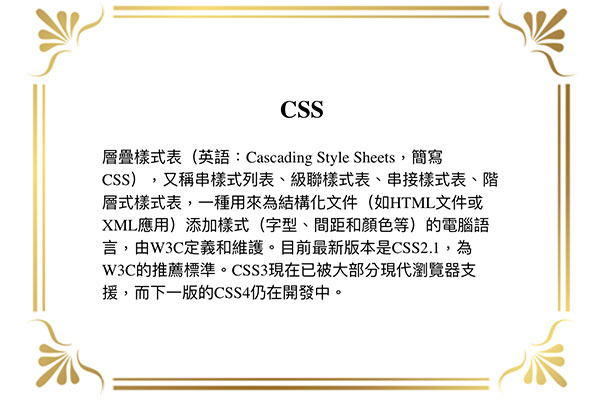 CSS
層疊樣式表（英語：Cascading Style Sheets，簡寫
CSS），又稱串樣式列表、級聯樣式表、串接樣式表、階
層式樣式表，一種用來為結構化文件（如HTML文件或
XML應用）添加樣式（字型、間距和顏色等）的電腦語
言，由W3C定義和維護。目前最新版本是CSS2.1，為
W3C的推薦標準。CSS3現在已被大部分現代瀏覽器支
援，而下一版的CSS4仍在開發中。